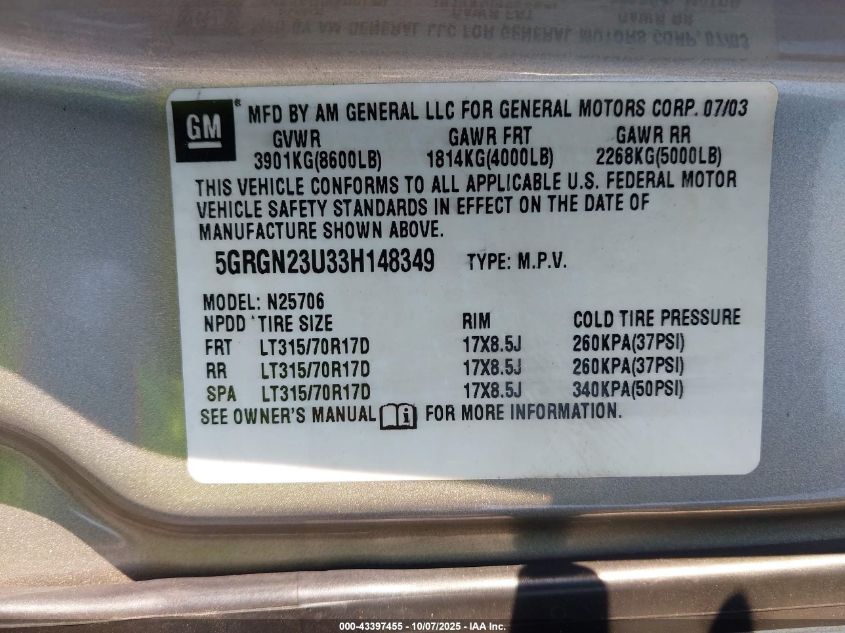 GM ® MFD BY AM GENERAL LLC FOR GENERAL MOTORS CORP. 07/03
GVWR GAWR FRT GAWR RR
3901KG(8600LB) 1814KG(4000LB) 2268KG(5000LB)
THIS VEHICLE CONFORMS TO ALL APPLICABLE U.S. FEDERAL MOTOR
VEHICLE SAFETY STANDARDS IN EFFECT ON THE DATE OF
MANUFACTURE SHOWN ABOVE.
5GRGN23U33H148349 TYPE: M.P.V.
MODEL: N25706
NPDD TIRE SIZE RIM COLD TIRE PRESSURE
FRT LT315/70R17D 17X8.5J 260KPA(37PSI)
RR LT315/70R17D 17X8.5J 260KPA(37PSI)
SPA LT315/70R17D 17X8.5J 340KPA(50PSI)
SEE OWNER'S MANUAL FOR MORE INFORMATION.
000-43397455 - 10/07/2025 - IAA Inc.